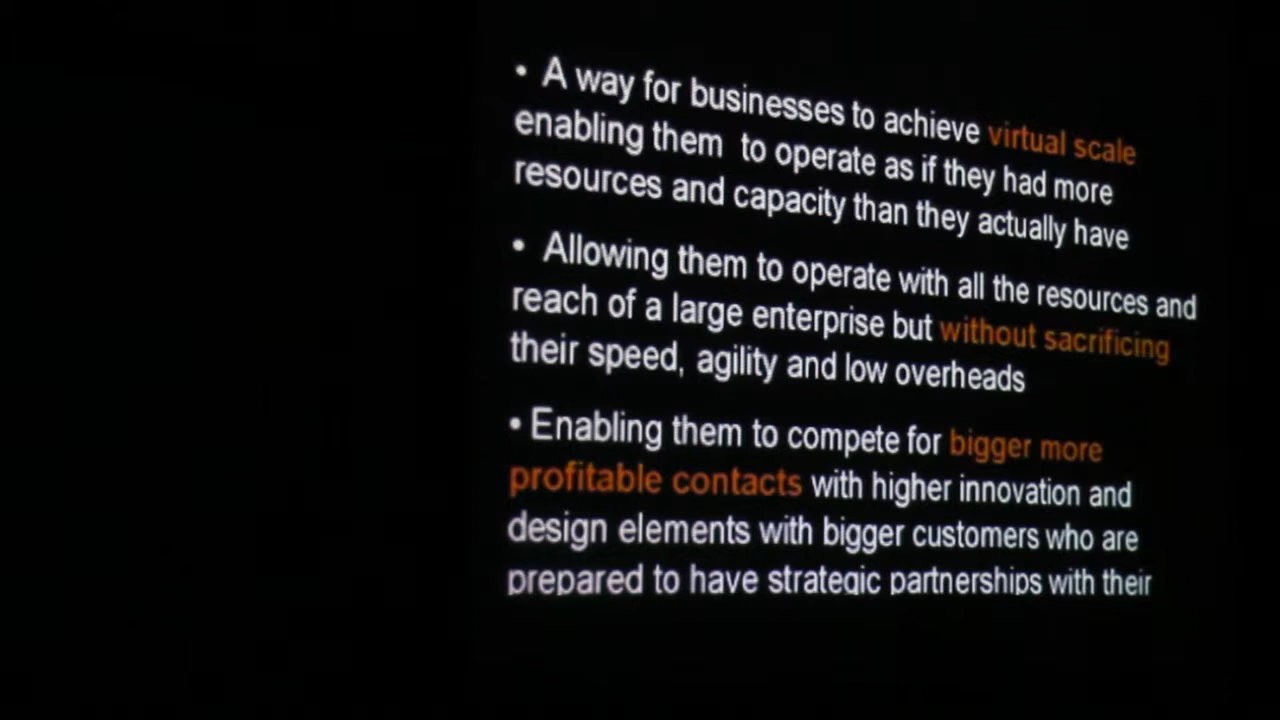 • A way for businesses to achieve virtual scale
enabling them to operate as if they had more
resources and capacity than they actually have
• Allowing them to operate with all the resources and
reach of a large enterprise but without sacrificing
their speed, agility and low overheads
• Enabling them to compete for bigger more
profitable contacts with higher innovation and
design elements with bigger customers who are
prepared to have strategic partnerships with their